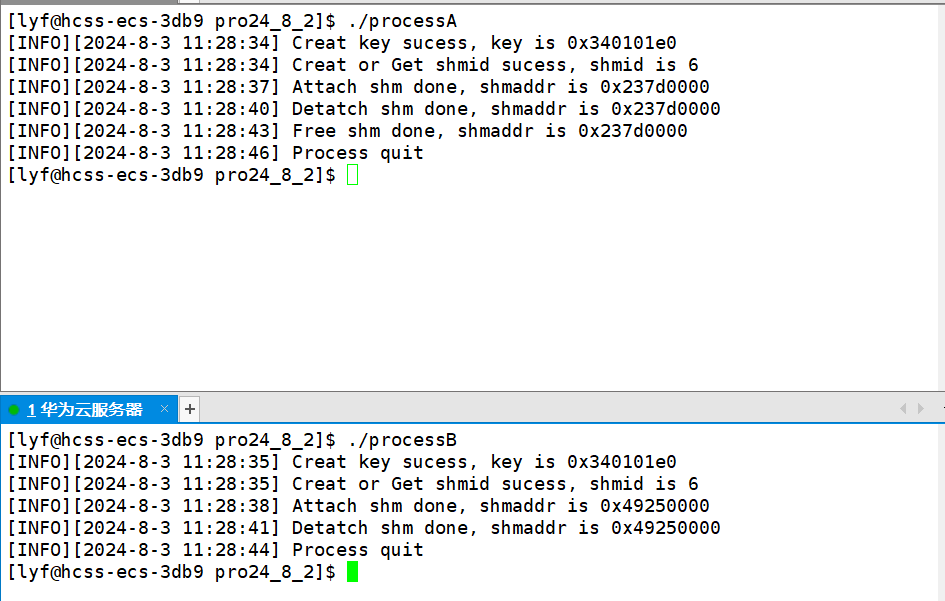 [lyf@hcss-ecs-3db9 pro24_8_2]$ ./processA
[INFO][2024-8-3 11:28:34] Creat key sucess, key is 0x340101e0
[INFO][2024-8-3 11:28:34] Creat or Get shmid sucess, shmid is 6
[INFO][2024-8-3 11:28:37] Attach shm done, shmaddr is 0x237d0000
[INFO][2024-8-3 11:28:40] Detatch shm done, shmaddr is 0x237d0000
[INFO][2024-8-3 11:28:43] Free shm done, shmaddr is 0x237d0000
[INFO][2024-8-3 11:28:46] Process quit
[lyf@hcss-ecs-3db9 pro24_8_2]$
1 华为云服务器 × +
[lyf@hcss-ecs-3db9 pro24_8_2]$ ./processB
[INFO][2024-8-3 11:28:35] Creat key sucess, key is 0x340101e0
[INFO][2024-8-3 11:28:35] Creat or Get shmid sucess, shmid is 6
[INFO][2024-8-3 11:28:38] Attach shm done, shmaddr is 0x49250000
[INFO][2024-8-3 11:28:41] Detatch shm done, shmaddr is 0x49250000
[INFO][2024-8-3 11:28:44] Process quit
[lyf@hcss-ecs-3db9 pro24_8_2]$